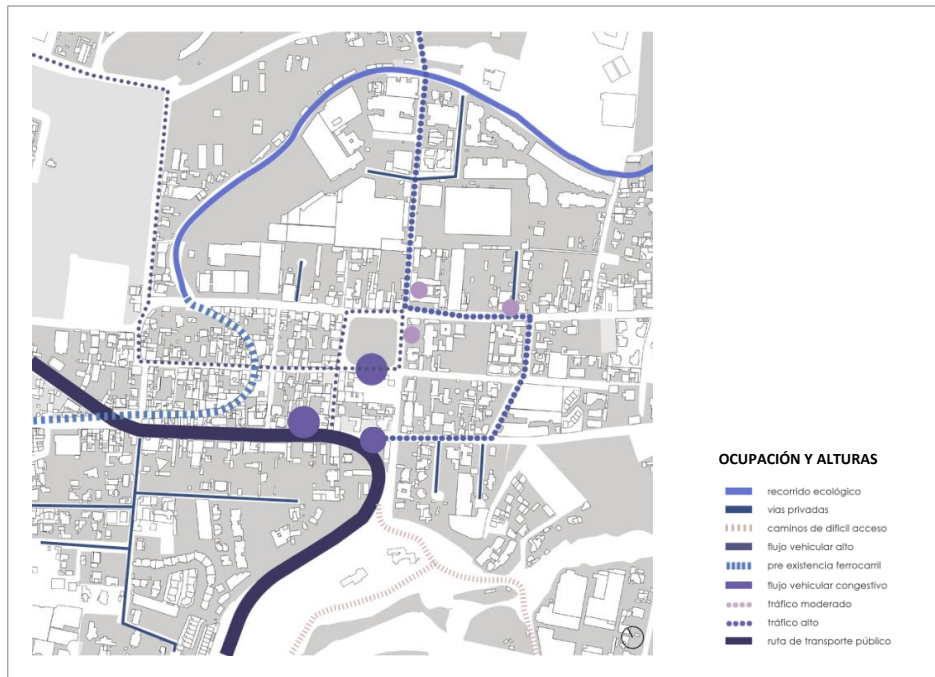 OCUPACIÓN Y ALTURAS
recorrido ecológico
vías privadas
caminos de difícil acceso
flujo vehicular alto
pre existencia ferrocarril
flujo vehicular congestivo
tráfico moderado
tráfico alto
ruta de transporte público